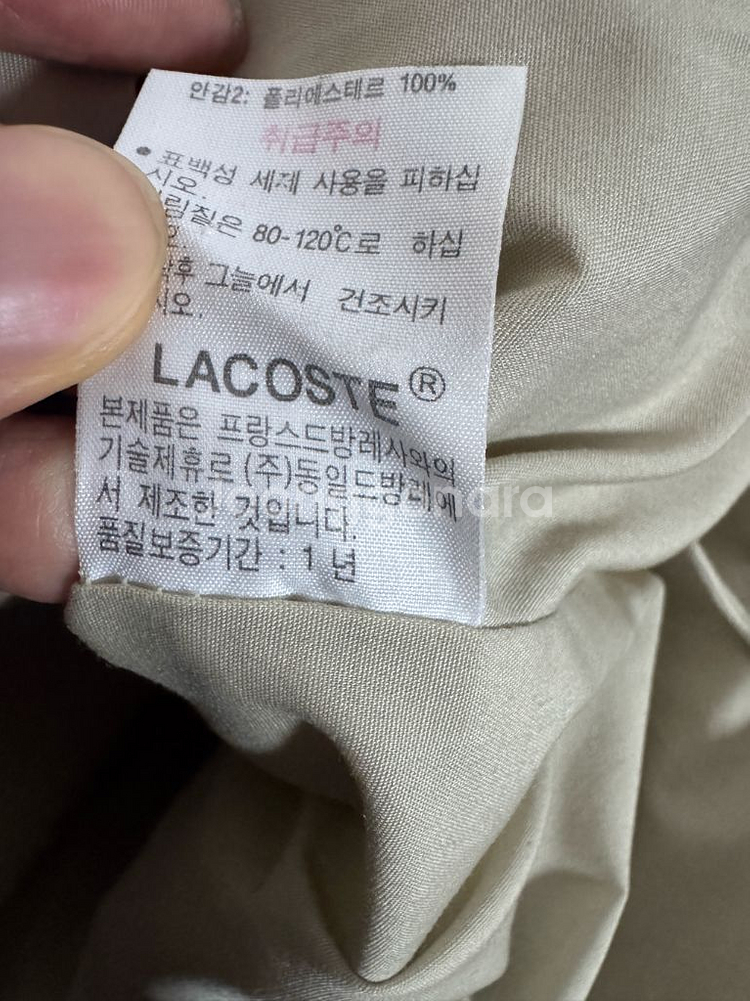 안감2: 폴리에스테르 100%
취급주의
• 표백성 세제 사용을 피하십
시오.
림질은 80-120℃로 하십
후 그늘에서 건조시키
시오.
LACOSTE®
본제품은 프랑스드방레사와의
기술제휴로 (주)동일드방레에
서 제조한 것입니다.
품질보증기간 : 1 년